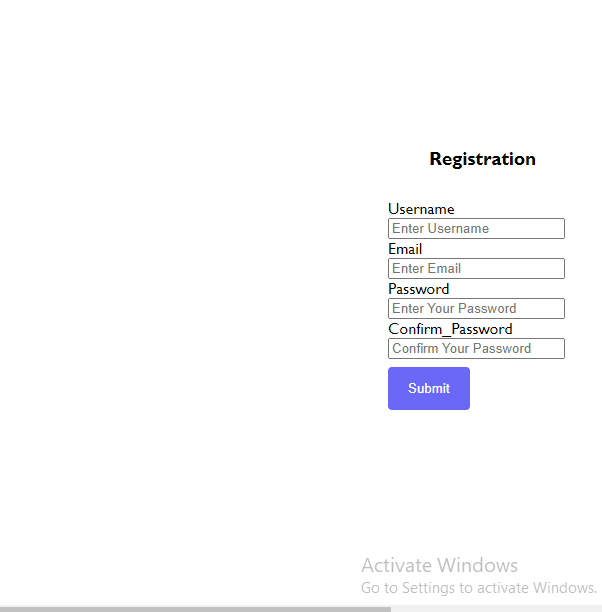 Registration
Username
Enter Username
Email
Enter Email
Password
Enter Your Password
Confirm_Password
Confirm Your Password
Submit
Activate Windows
Go to Settings to activate Windows.